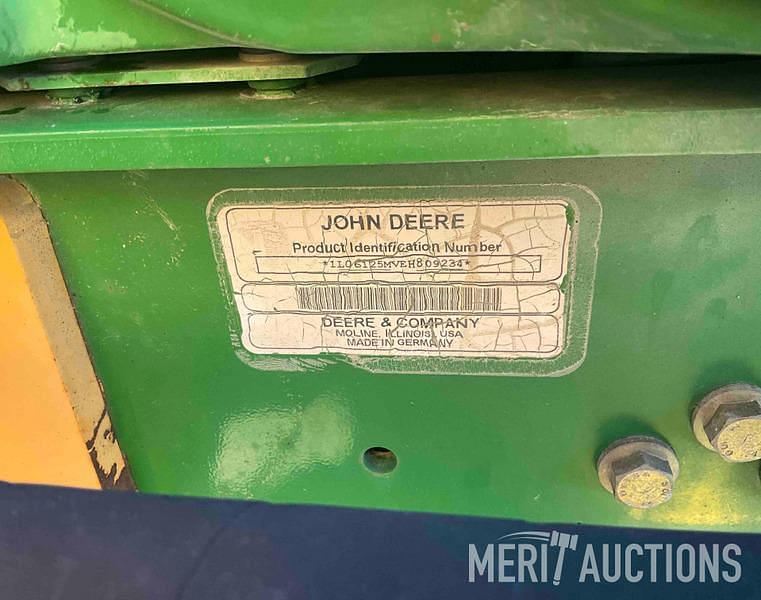 JOHN DEERE
Product Identification Number
*1L06125MVEH809234*
DEERE & COMPANY
MOLINE, ILLINOIS, USA
MADE IN GERMANY
MERIT AUCTIONS